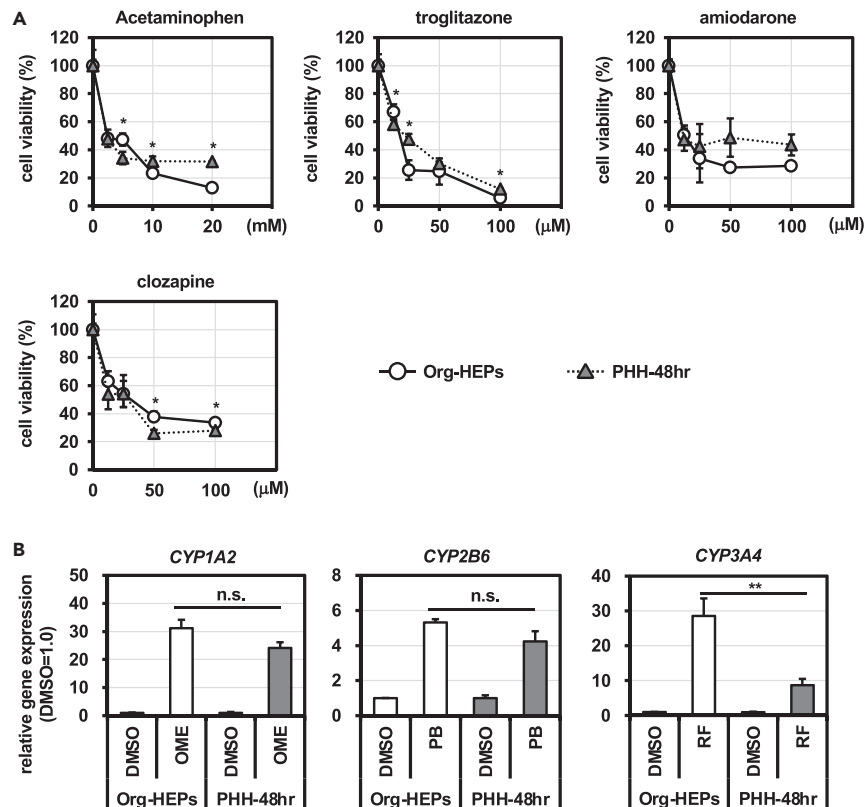 A
Acetaminophen
cell viability (%)
120
100
80
60
40
20
0
0 10 20 (mM)
* * *
troglitazone
cell viability (%)
120
100
80
60
40
20
0
0 50 100 (μM)
* * *
amiodarone
cell viability (%)
120
100
80
60
40
20
0
0 50 100 (μM)
clozapine
cell viability (%)
120
100
80
60
40
20
0
0 50 100 (μM)
* *
Org-HEPs PHH-48hr
B
relative gene expression
(DMSO=1.0)
CYP1A2
50
40
30
20
10
0
n.s.
DMSO OME DMSO OME
Org-HEPs PHH-48hr
CYP2B6
8
6
4
2
0
n.s.
DMSO PB DMSO PB
Org-HEPs PHH-48hr
CYP3A4
40
30
20
10
0
**
DMSO RF DMSO RF
Org-HEPs PHH-48hr